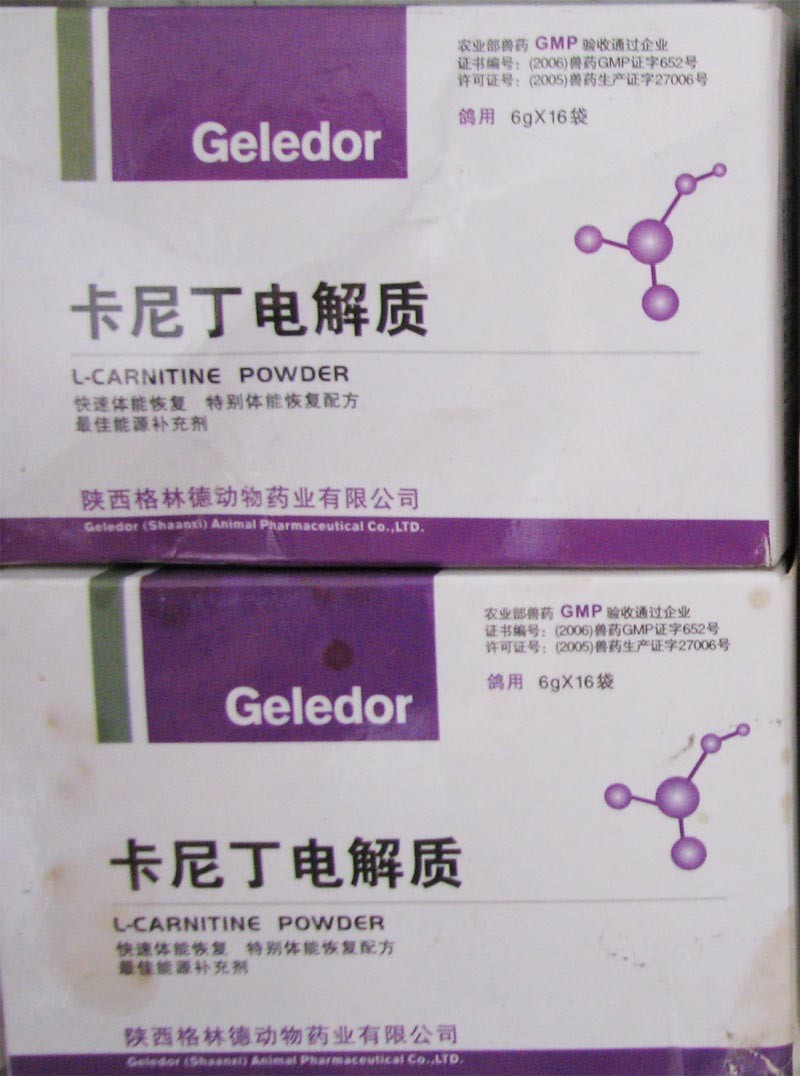 Geledor
农业部兽药 GMP 验收通过企业
证书编号：(2006)兽药GMP证字652号
许可证号：(2005)兽药生产证字27006号
鸽用 6gX16袋
卡尼丁电解质
L-CARNITINE POWDER
快速体能恢复 特别体能恢复配方
最佳能源补充剂
陕西格林德动物药业有限公司
Geledor (Shaanxi) Animal Pharmaceutical Co.,LTD.
Geledor
农业部兽药 GMP 验收通过企业
证书编号：(2006)兽药GMP证字652号
许可证号：(2005)兽药生产证字27006号
鸽用 6gX16袋
卡尼丁电解质
L-CARNITINE POWDER
快速体能恢复 特别体能恢复配方
最佳能源补充剂
陕西格林德动物药业有限公司
Geledor (Shaanxi) Animal Pharmaceutical Co.,LTD.